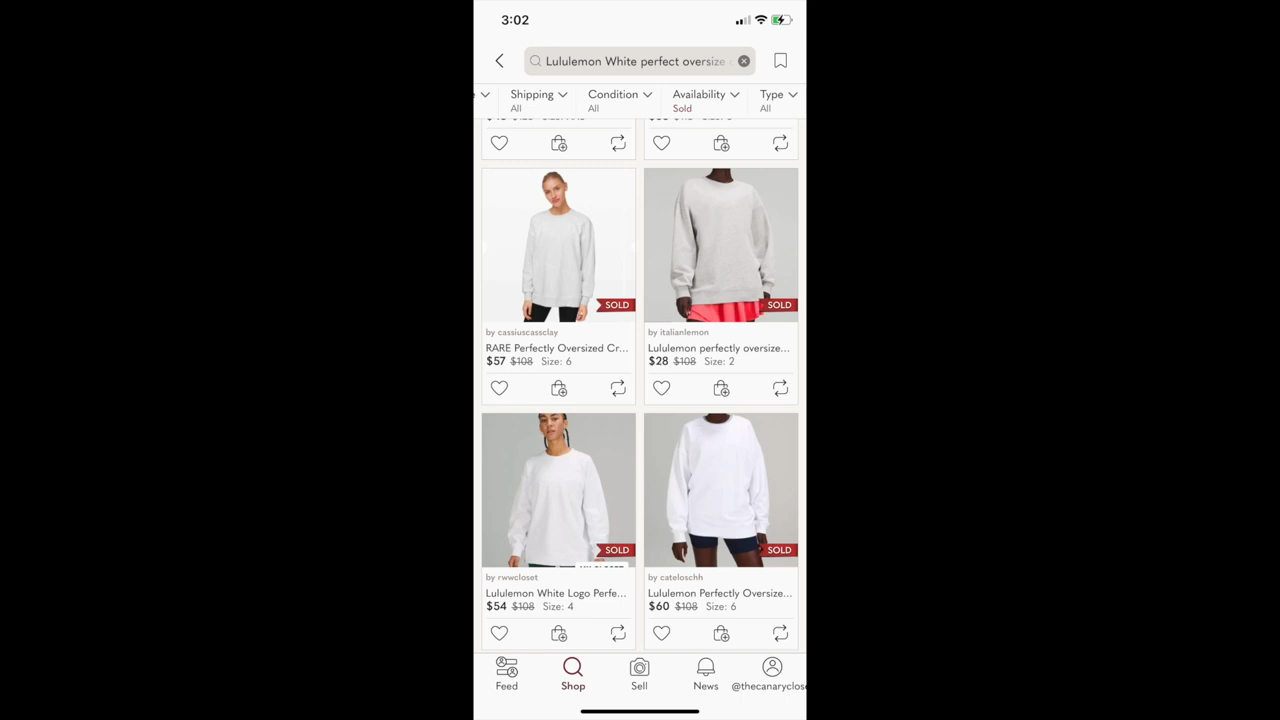 3:02
Lululemon White perfect oversize
Shipping Condition Availability Type
All All Sold All
SOLD SOLD
by cassiuscassclay by italianlemon
RARE Perfectly Oversized Cr... Lululemon perfectly oversize...
$57 $108 Size: 6 $28 $108 Size: 2
SOLD SOLD
by rwwcloset by cateloschh
Lululemon White Logo Perfe... Lululemon Perfectly Oversize...
$54 $108 Size: 4 $60 $108 Size: 6
Feed Shop Sell News @thecanaryclos